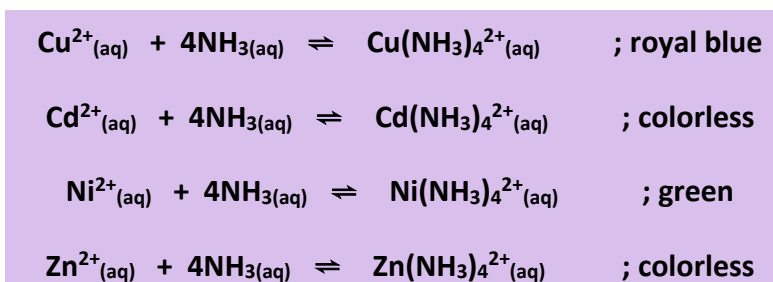 Cu²⁺(aq) + 4NH₃(aq) ⇌ Cu(NH₃)₄²⁺(aq) ; royal blue
Cd²⁺(aq) + 4NH₃(aq) ⇌ Cd(NH₃)₄²⁺(aq) ; colorless
Ni²⁺(aq) + 4NH₃(aq) ⇌ Ni(NH₃)₄²⁺(aq) ; green
Zn²⁺(aq) + 4NH₃(aq) ⇌ Zn(NH₃)₄²⁺(aq) ; colorless